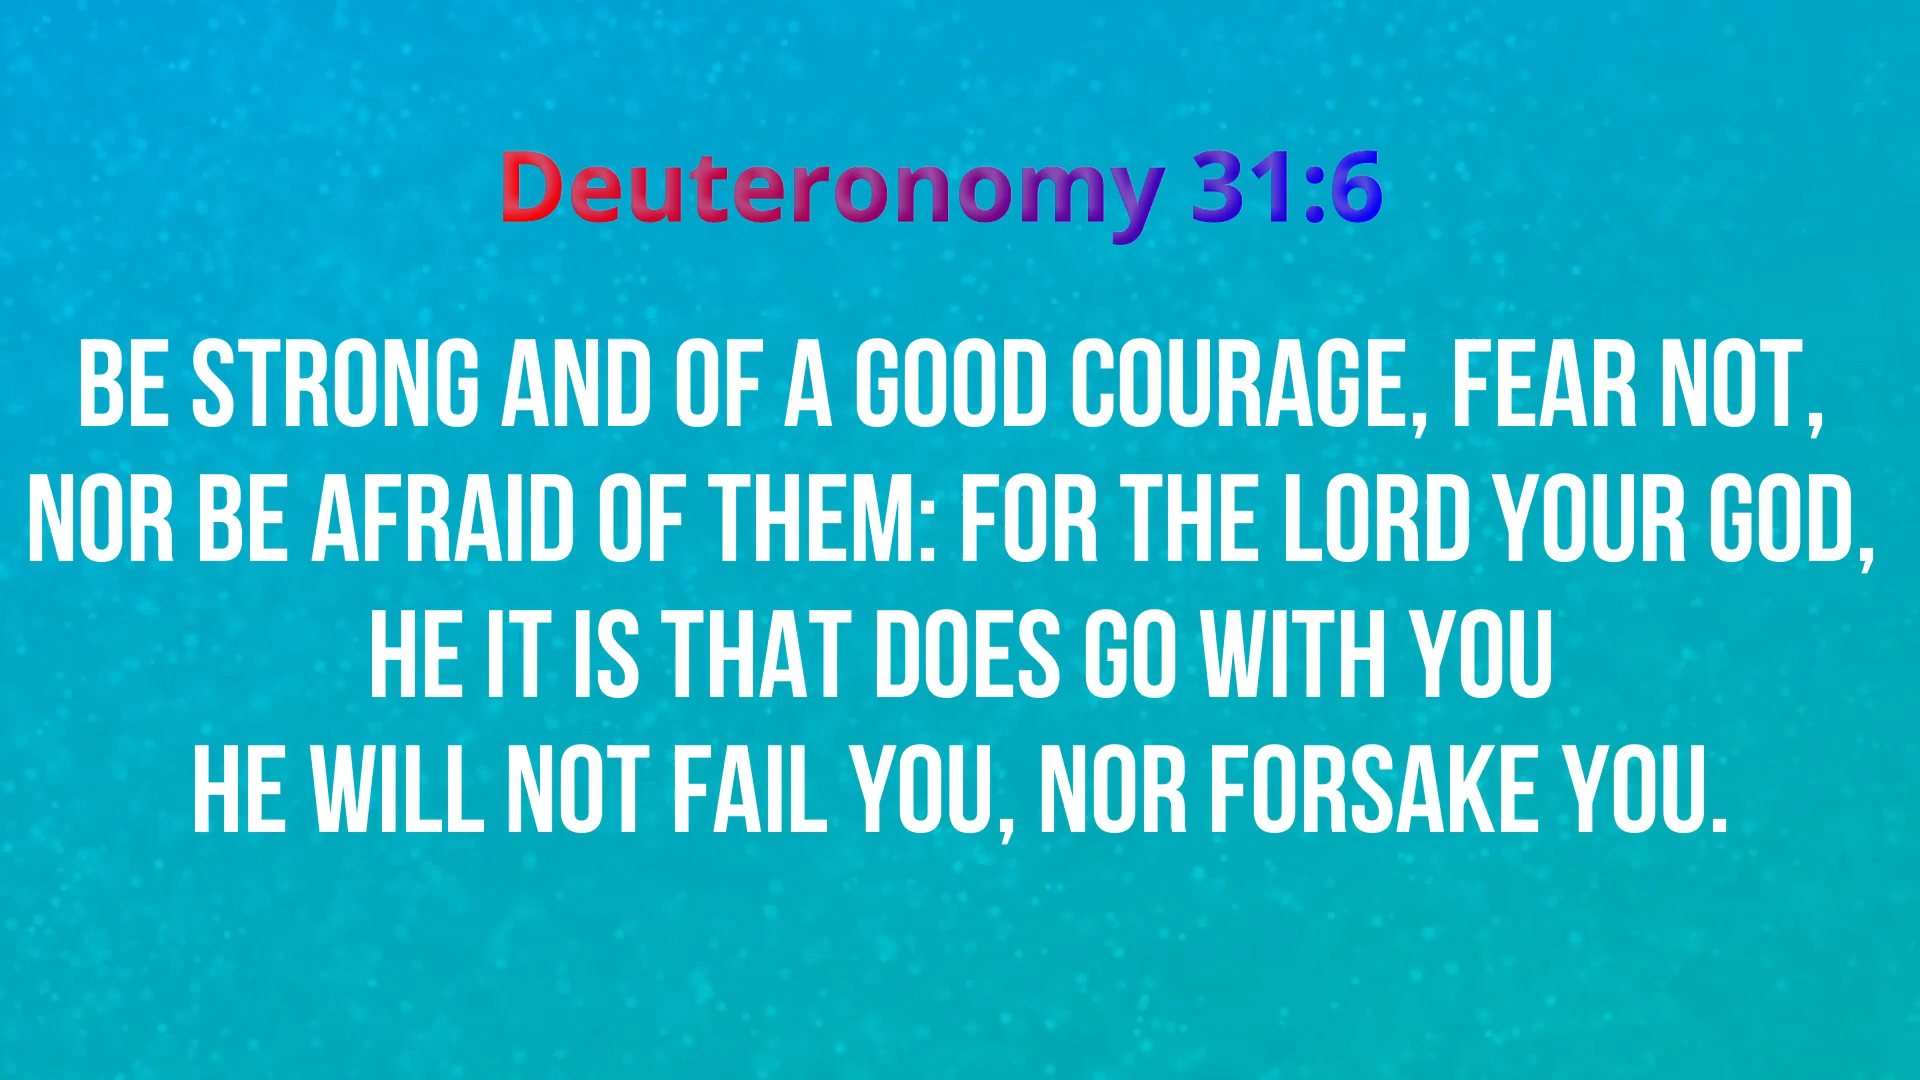 Deuteronomy 31:6
BE STRONG AND OF A GOOD COURAGE, FEAR NOT,
NOR BE AFRAID OF THEM: FOR THE LORD YOUR GOD,
HE IT IS THAT DOES GO WITH YOU
HE WILL NOT FAIL YOU, NOR FORSAKE YOU.